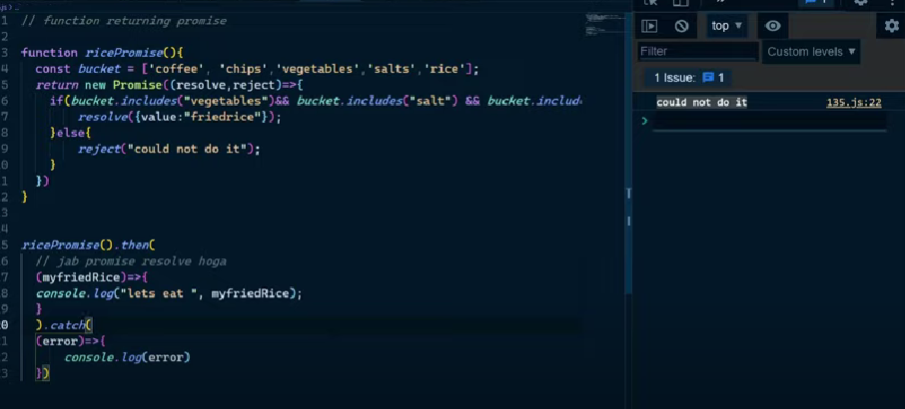 // function returning promise
function ricePromise(){
const bucket = ['coffee', 'chips','vegetables','salts','rice'];
return new Promise((resolve,reject)=>{
if(bucket.includes("vegetables")&& bucket.includes("salt") && bucket.includ
resolve({value:"friedrice"});
}else{
reject("could not do it");
}
})
}
ricePromise().then(
// jab promise resolve hoga
(myfriedRice)=>{
console.log("lets eat ", myfriedRice);
}
).catch(
(error)=>{
console.log(error)
})
top
Filter
Custom levels
1 Issue: 1
could not do it 135.js:22